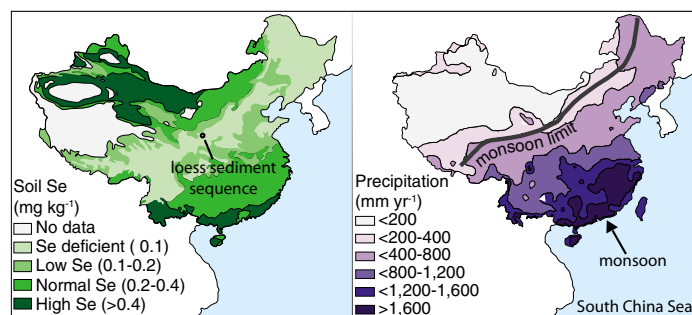 loess sediment
sequence
Soil Se
(mg kg⁻¹)
No data
Se deficient ( 0.1)
Low Se (0.1-0.2)
Normal Se (0.2-0.4)
High Se (>0.4)
monsoon limit
Precipitation
(mm yr⁻¹)
<200
<200-400
<400-800
<800-1,200
<1,200-1,600
>1,600
monsoon
South China Sea